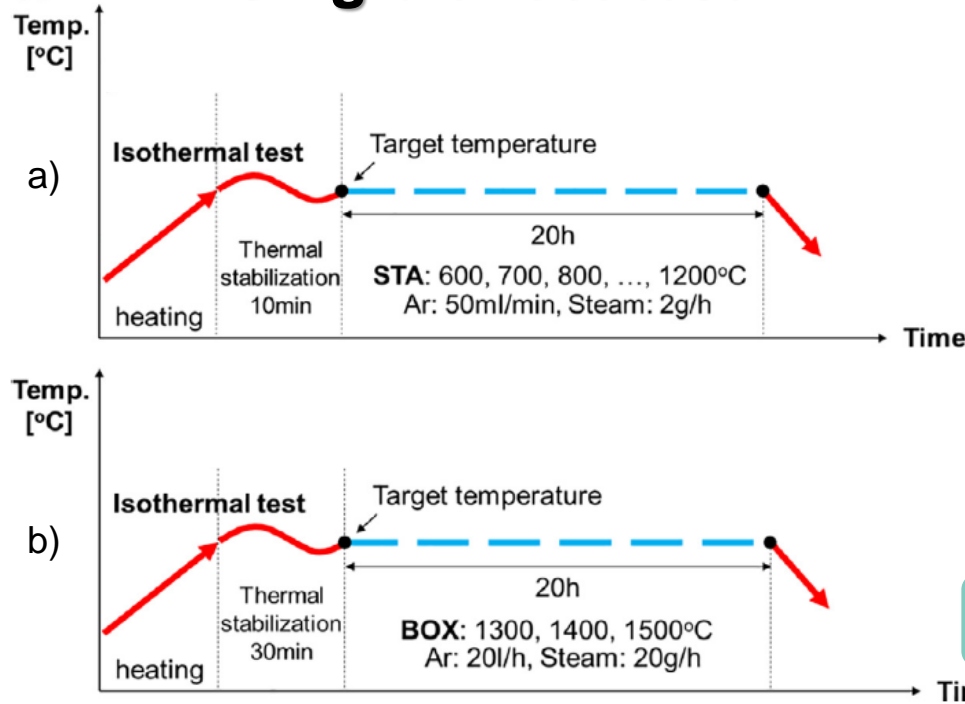 Temp.
[°C]
Isothermal test
Target temperature
a)
20h
Thermal
stabilization
10min
STA: 600, 700, 800, ..., 1200°C
Ar: 50ml/min, Steam: 2g/h
heating
Time
Temp.
[°C]
Isothermal test
Target temperature
b)
20h
Thermal
stabilization
30min
BOX: 1300, 1400, 1500°C
Ar: 20l/h, Steam: 20g/h
heating